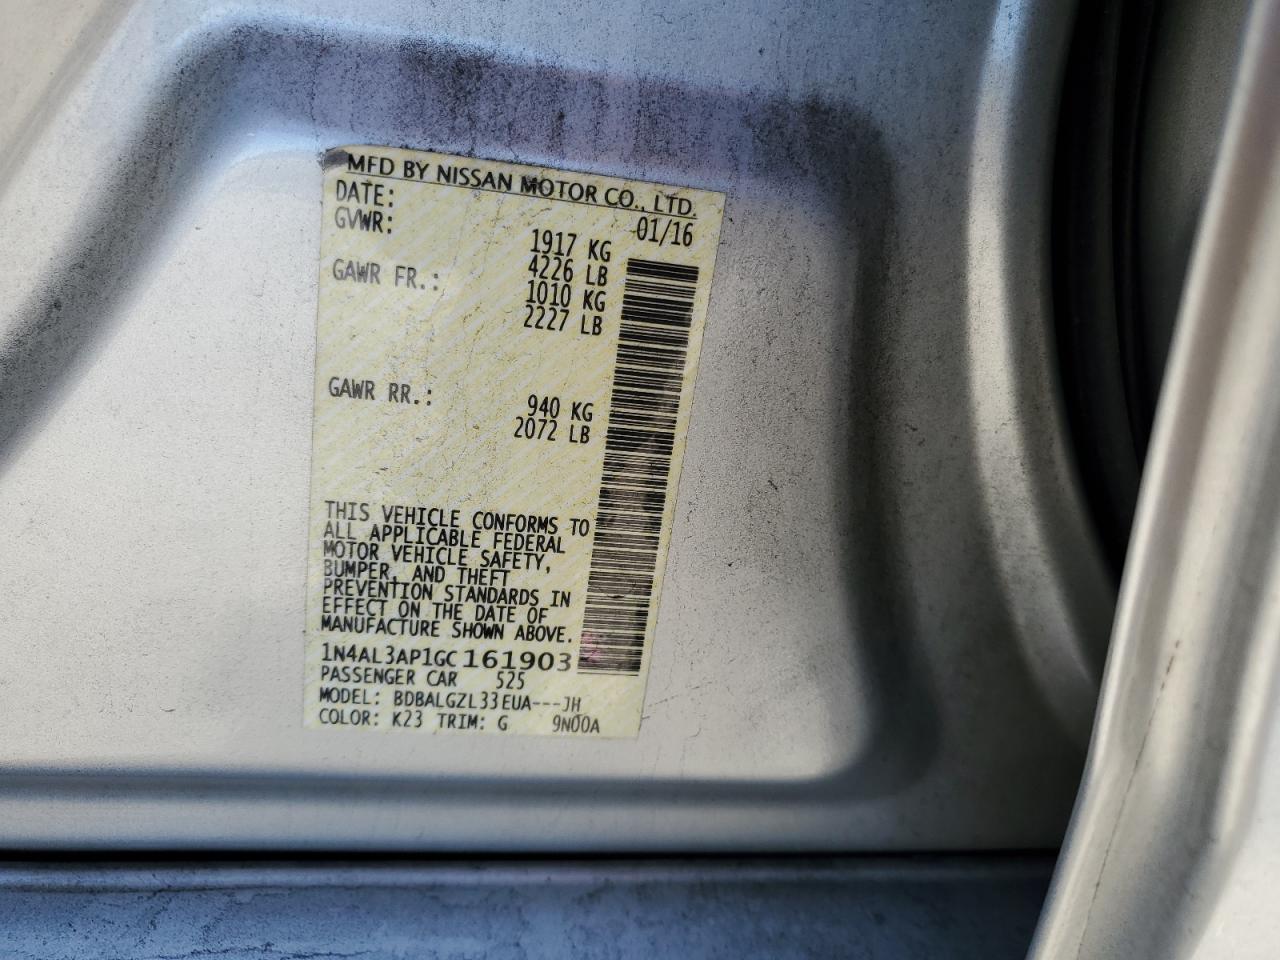 MFD BY NISSAN MOTOR CO., LTD.
DATE: 01/16
GVWR: 1917 KG
4226 LB
GAWR FR.: 1010 KG
2227 LB
GAWR RR.: 940 KG
2072 LB
THIS VEHICLE CONFORMS TO
ALL APPLICABLE FEDERAL
MOTOR VEHICLE SAFETY,
BUMPER, AND THEFT
PREVENTION STANDARDS IN
EFFECT ON THE DATE OF
MANUFACTURE SHOWN ABOVE.
1N4AL3AP1GC161903
PASSENGER CAR 525
MODEL: BDBALGZL33EUA---JH
COLOR: K23 TRIM: G 9N00A